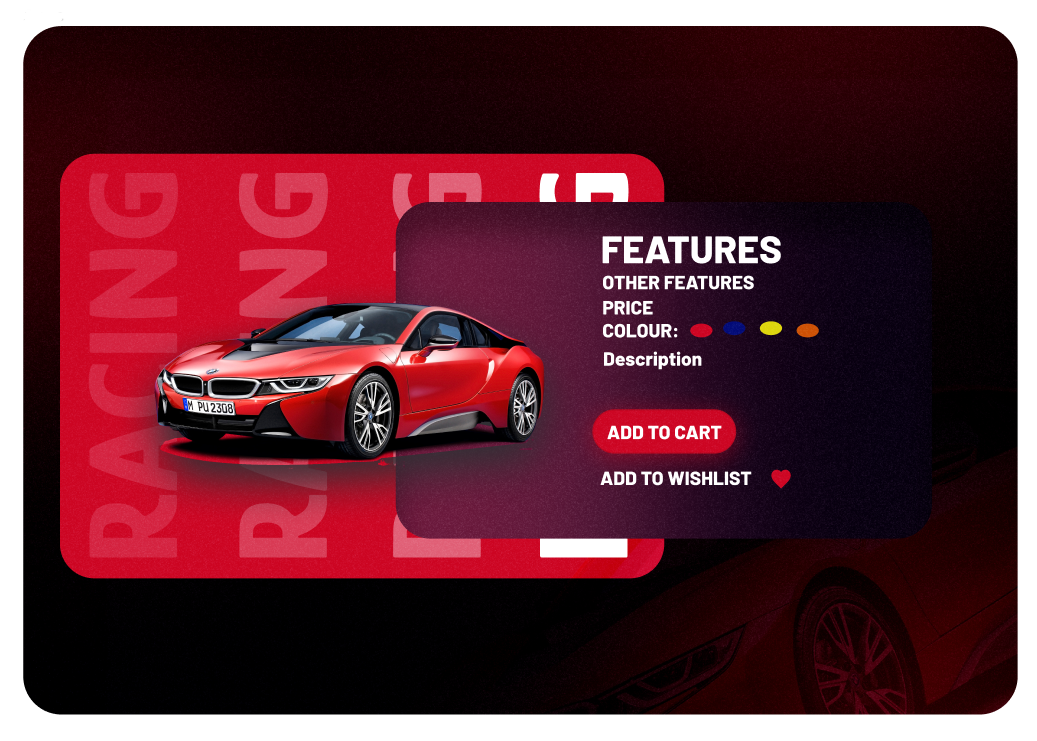 RACING
RACING
FEATURES
OTHER FEATURES
PRICE
COLOUR:
Description
ADD TO CART
ADD TO WISHLIST
M PU 2308